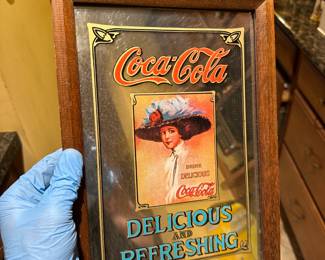 Coca-Cola
DRINK
DELICIOUS
Coca-Cola
DELICIOUS
AND
REFRESHING